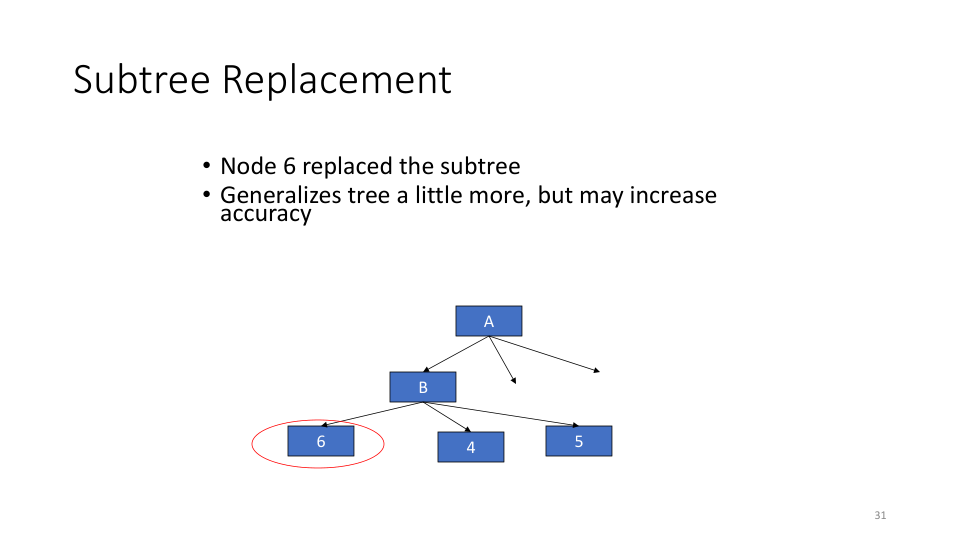 Subtree Replacement
• Node 6 replaced the subtree
• Generalizes tree a little more, but may increase
accuracy
A
B
6
4
5
31